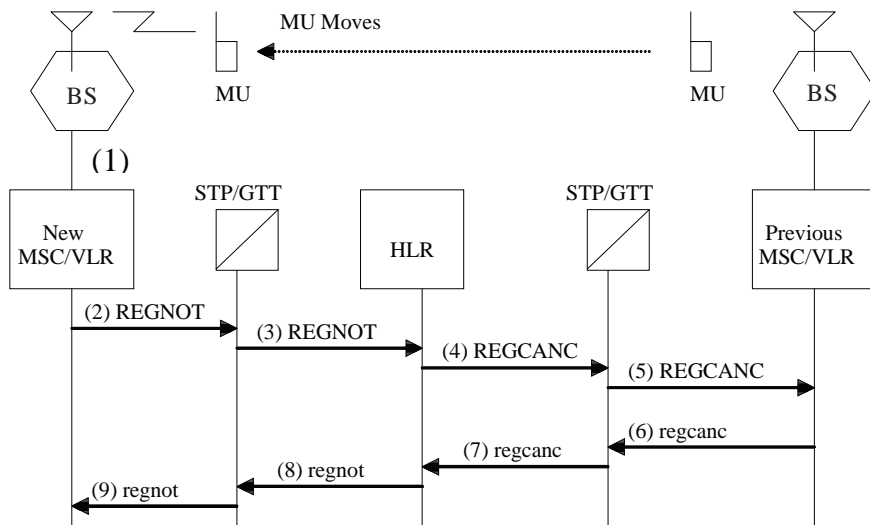 MU Moves
BS
MU
MU
BS
(1)
STP/GTT
STP/GTT
New
MSC/VLR
HLR
Previous
MSC/VLR
(2) REGNOT
(3) REGNOT
(4) REGCANC
(5) REGCANC
(6) regcanc
(7) regcanc
(8) regnot
(9) regnot